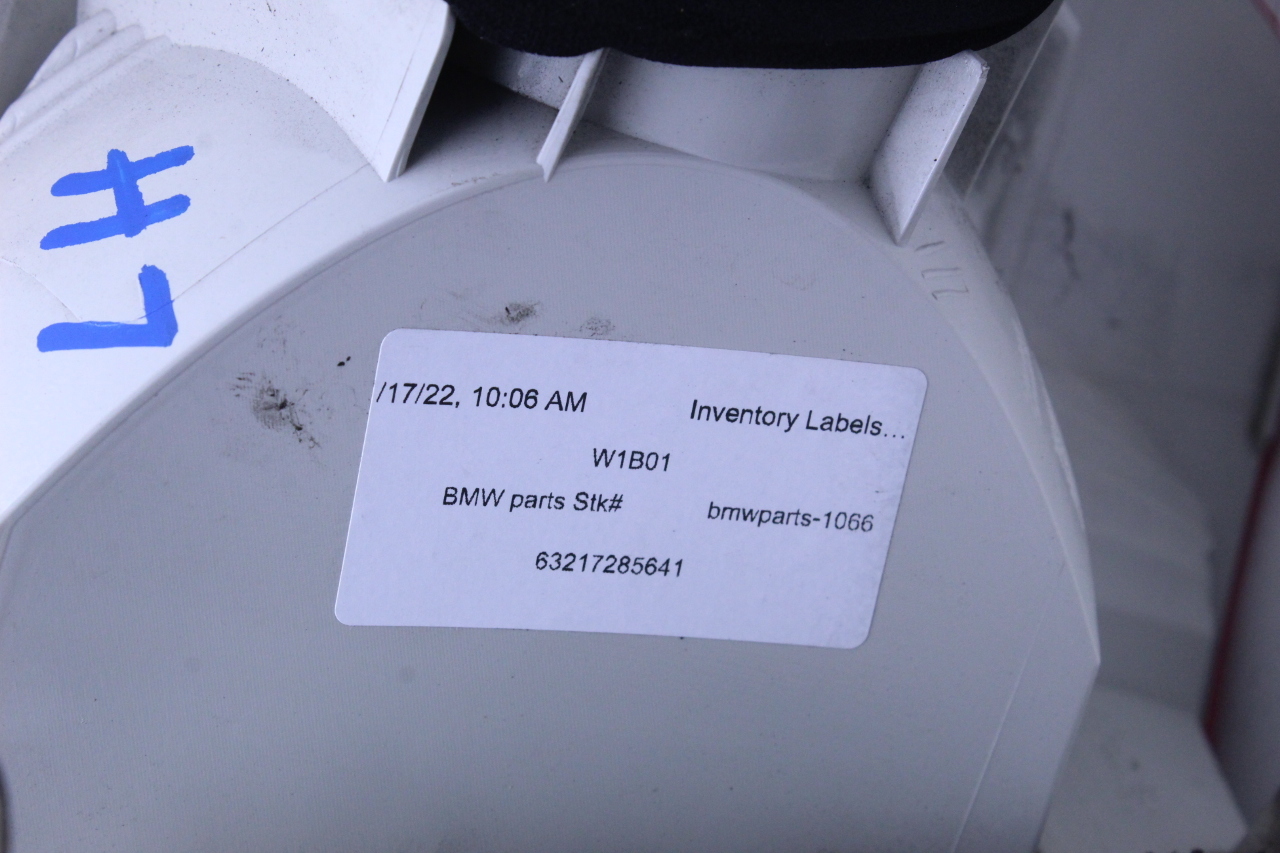 LH
/17/22, 10:06 AM Inventory Labels...
W1B01
BMW parts Stk# bmwparts-1066
63217285641